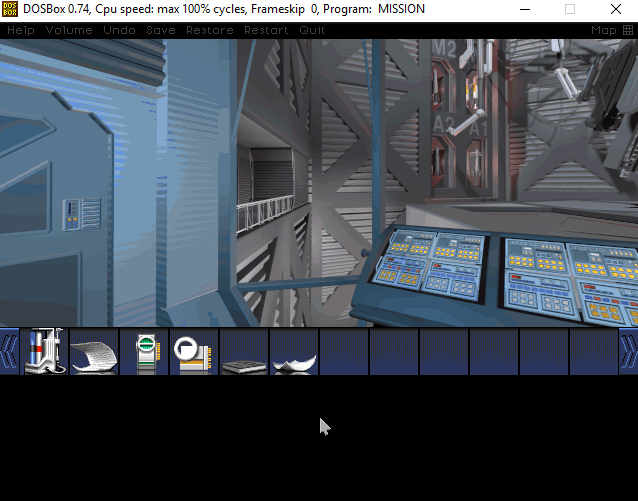 DOS BOX
DOSBox 0.74, Cpu speed: max 100% cycles, Frameskip 0, Program: MISSION
Help Volume Undo Save Restore Restart Quit Map
M2
A2 A1